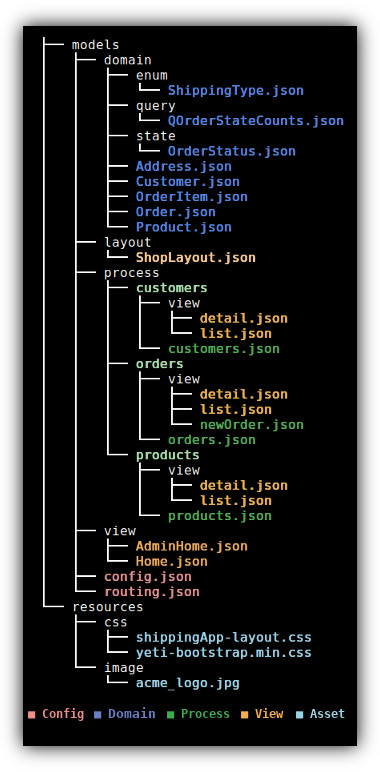 models
domain
enum
ShippingType.json
query
QOrderStateCounts.json
state
OrderStatus.json
Address.json
Customer.json
OrderItem.json
Order.json
Product.json
layout
ShopLayout.json
process
customers
view
detail.json
list.json
customers.json
orders
view
detail.json
list.json
newOrder.json
orders.json
products
view
detail.json
list.json
products.json
view
AdminHome.json
Home.json
config.json
routing.json
resources
css
shippingApp-layout.css
yeti-bootstrap.min.css
image
acme_logo.jpg
Config Domain Process View Asset